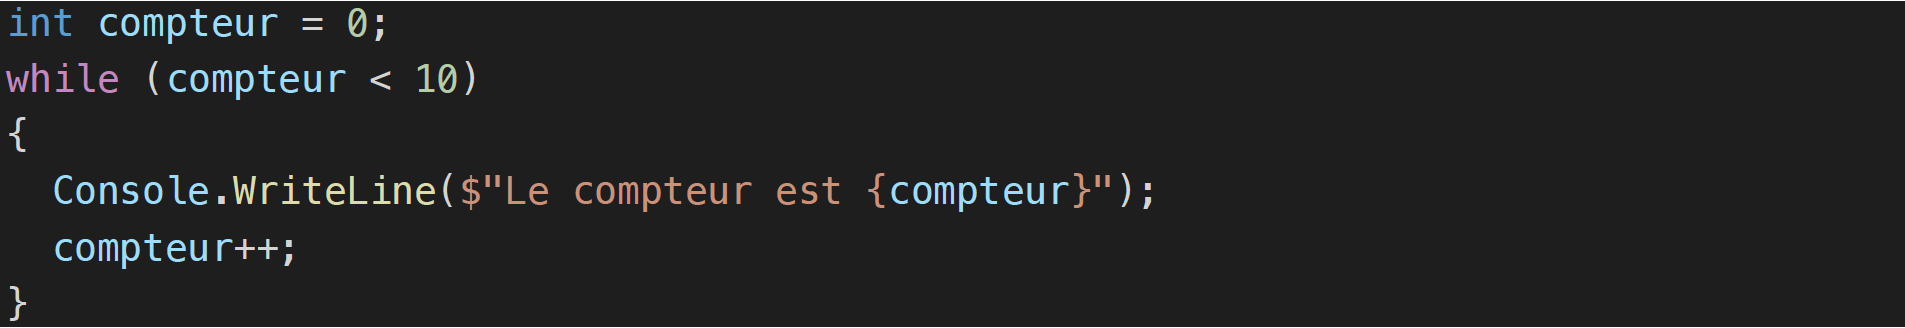 int compteur = 0;
while (compteur < 10)
{
  Console.WriteLine($"Le compteur est {compteur}");
  compteur++;
}